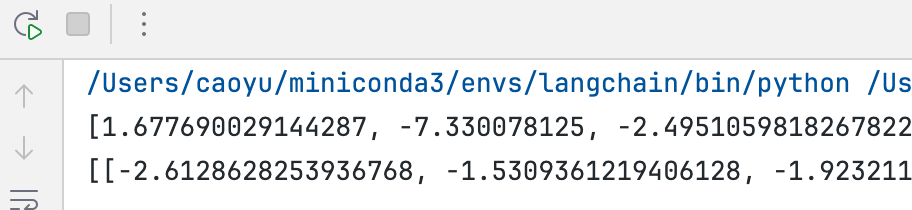 /Users/caoyu/miniconda3/envs/langchain/bin/python /Us
[1.677690029144287, -7.330078125, -2.4951059818267822
[[-2.6128628253936768, -1.5309361219406128, -1.923211